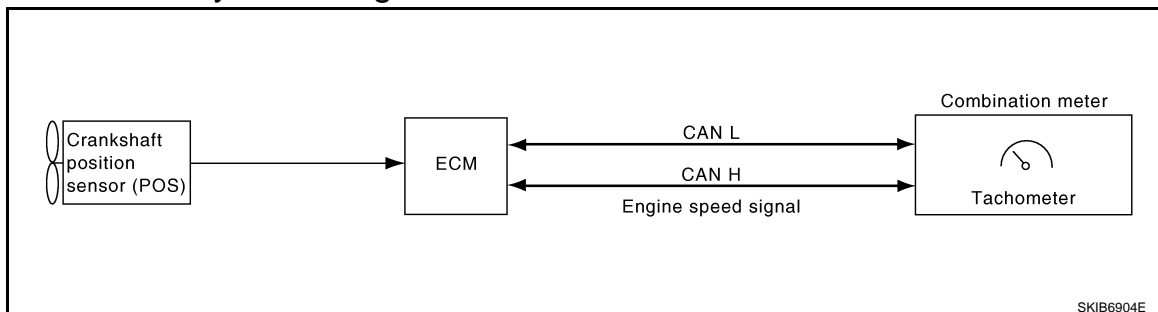 Crankshaft
position
sensor (POS)
ECM
CAN L
CAN H
Engine speed signal
Combination meter
Tachometer
SKIB6904E